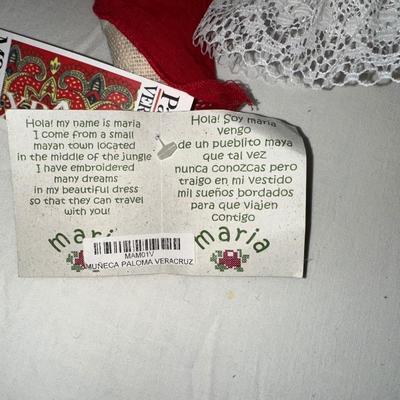 Hola! my name is maria
I come from a small
mayan town located
in the middle of the jungle
I have embroidered
many dreams
in my beautiful dress
so that they can travel
with you!
maria
Hola! Soy maria
vengo
de un pueblito maya
que tal vez
nunca conozcas pero
traigo en mi vestido
mil sueños bordados
para que viajen
contigo
maria
MAM01V
MUÑECA PALOMA VERACRUZ